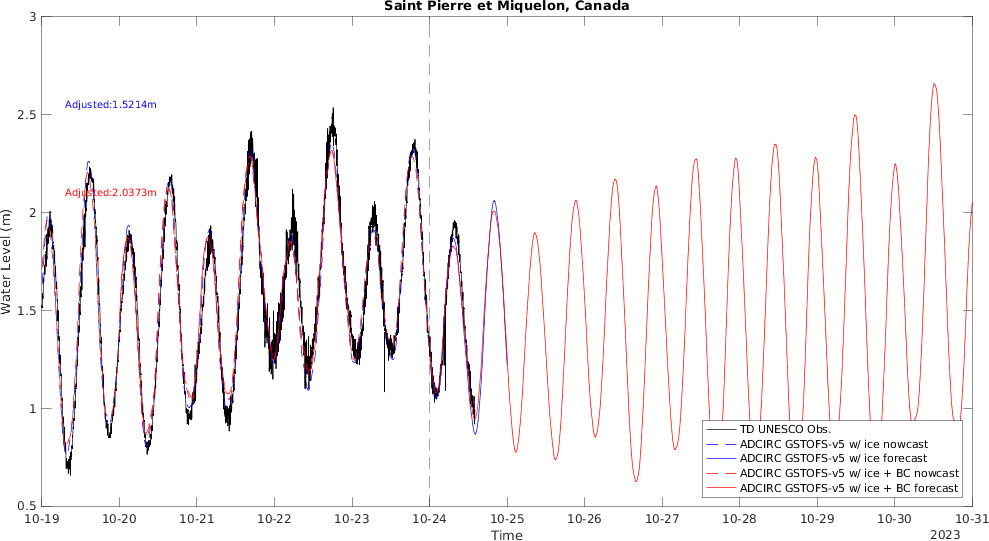 Saint Pierre et Miquelon, Canada
3
2.5
2
1.5
1
0.5
Water Level (m)
Adjusted:1.5214m
Adjusted:2.0373m
TD UNESCO Obs.
ADCIRC GSTOFS-v5 w/ ice nowcast
ADCIRC GSTOFS-v5 w/ ice forecast
ADCIRC GSTOFS-v5 w/ ice + BC nowcast
ADCIRC GSTOFS-v5 w/ ice + BC forecast
10-19 10-20 10-21 10-22 10-23 10-24 10-25 10-26 10-27 10-28 10-29 10-30 10-31
Time
2023